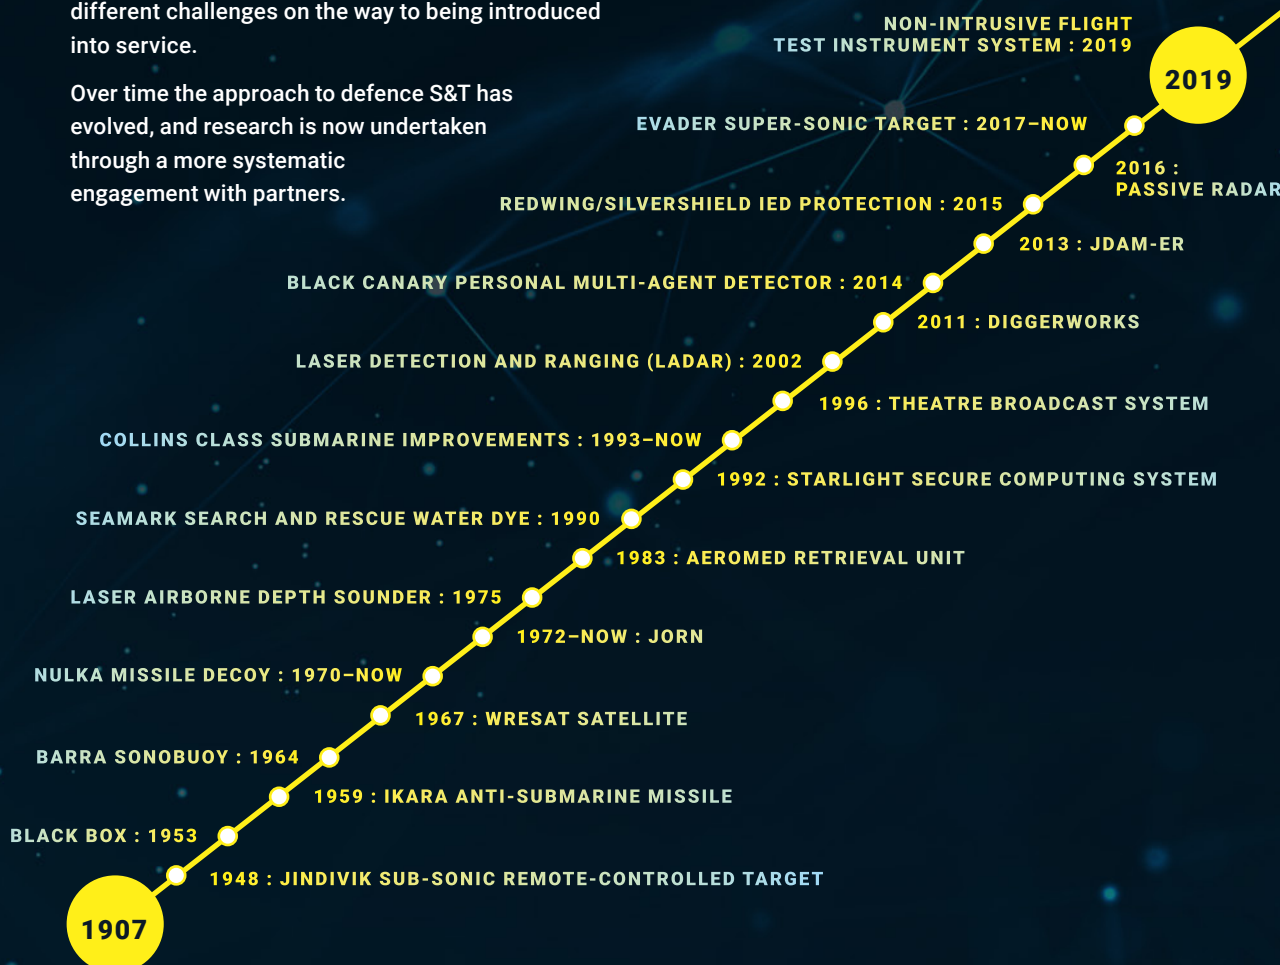 different challenges on the way to being introduced
into service.
Over time the approach to defence S&T has
evolved, and research is now undertaken
through a more systematic
engagement with partners.
NON-INTRUSIVE FLIGHT
TEST INSTRUMENT SYSTEM : 2019
2019
EVADER SUPER-SONIC TARGET : 2017–NOW
2016 :
PASSIVE RADAR
REDWING/SILVERSHIELD IED PROTECTION : 2015
2013 : JDAM-ER
BLACK CANARY PERSONAL MULTI-AGENT DETECTOR : 2014
2011 : DIGGERWORKS
LASER DETECTION AND RANGING (LADAR) : 2002
1996 : THEATRE BROADCAST SYSTEM
COLLINS CLASS SUBMARINE IMPROVEMENTS : 1993–NOW
1992 : STARLIGHT SECURE COMPUTING SYSTEM
SEAMARK SEARCH AND RESCUE WATER DYE : 1990
1983 : AEROMED RETRIEVAL UNIT
LASER AIRBORNE DEPTH SOUNDER : 1975
1972–NOW : JORN
NULKA MISSILE DECOY : 1970–NOW
1967 : WRESAT SATELLITE
BARRA SONOBUOY : 1964
1959 : IKARA ANTI-SUBMARINE MISSILE
BLACK BOX : 1953
1948 : JINDIVIK SUB-SONIC REMOTE-CONTROLLED TARGET
1907